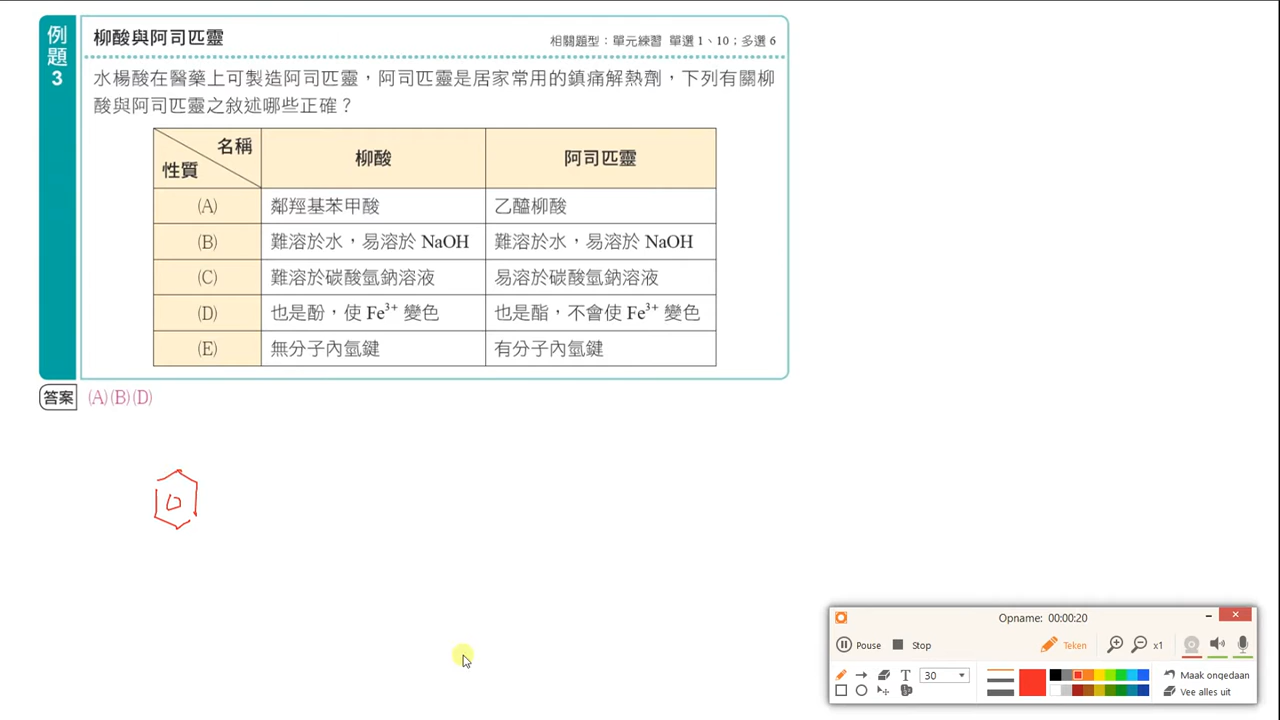 例題3
柳酸與阿司匹靈
相關題型：單元練習 單選 1、10；多選 6
水楊酸在醫藥上可製造阿司匹靈，阿司匹靈是居家常用的鎮痛解熱劑，下列有關柳
酸與阿司匹靈之敘述哪些正確？
名稱
性質
柳酸
阿司匹靈
(A) 鄰羥基苯甲酸 乙醯柳酸
(B) 難溶於水，易溶於 NaOH 難溶於水，易溶於 NaOH
(C) 難溶於碳酸氫鈉溶液 易溶於碳酸氫鈉溶液
(D) 也是酚，使 Fe³⁺ 變色 也是酯，不會使 Fe³⁺ 變色
(E) 無分子內氫鍵 有分子內氫鍵
答案 (A)(B)(D)
Opname: 00:00:20
Pause Stop Teken x1
T 30 Maak ongedaan
Vee alles uit